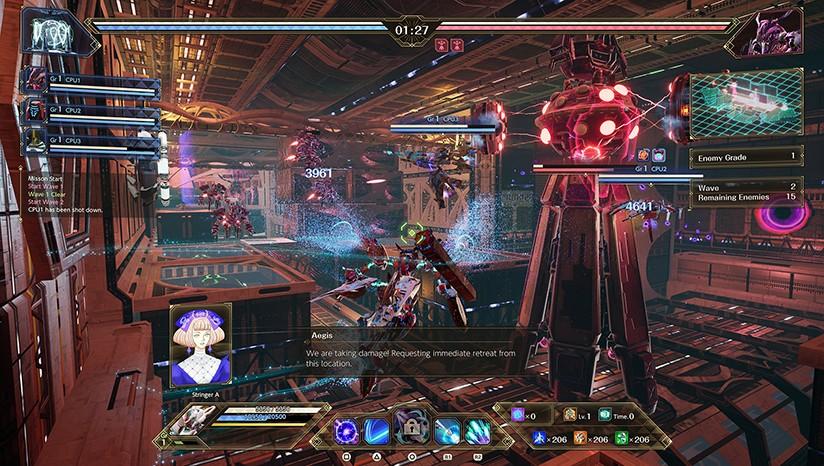 01:27
Gr 1 CPU1
Gr 1 CPU2
Gr 1 CPU3
Gr 1 CPU3
Gr 1 CPU2
Enemy Grade 1
Wave 2
Remaining Enemies 15
Misson Start
Start Wave 1
Wave 1 Clear
Start Wave 2
CPU1 has been shot down.
3961
4641
Aegis
We are taking damage! Requesting immediate retreat from
this location.
Stringer A
×0
Lv.1
Time.0
×206
×206
×206
R1
R2